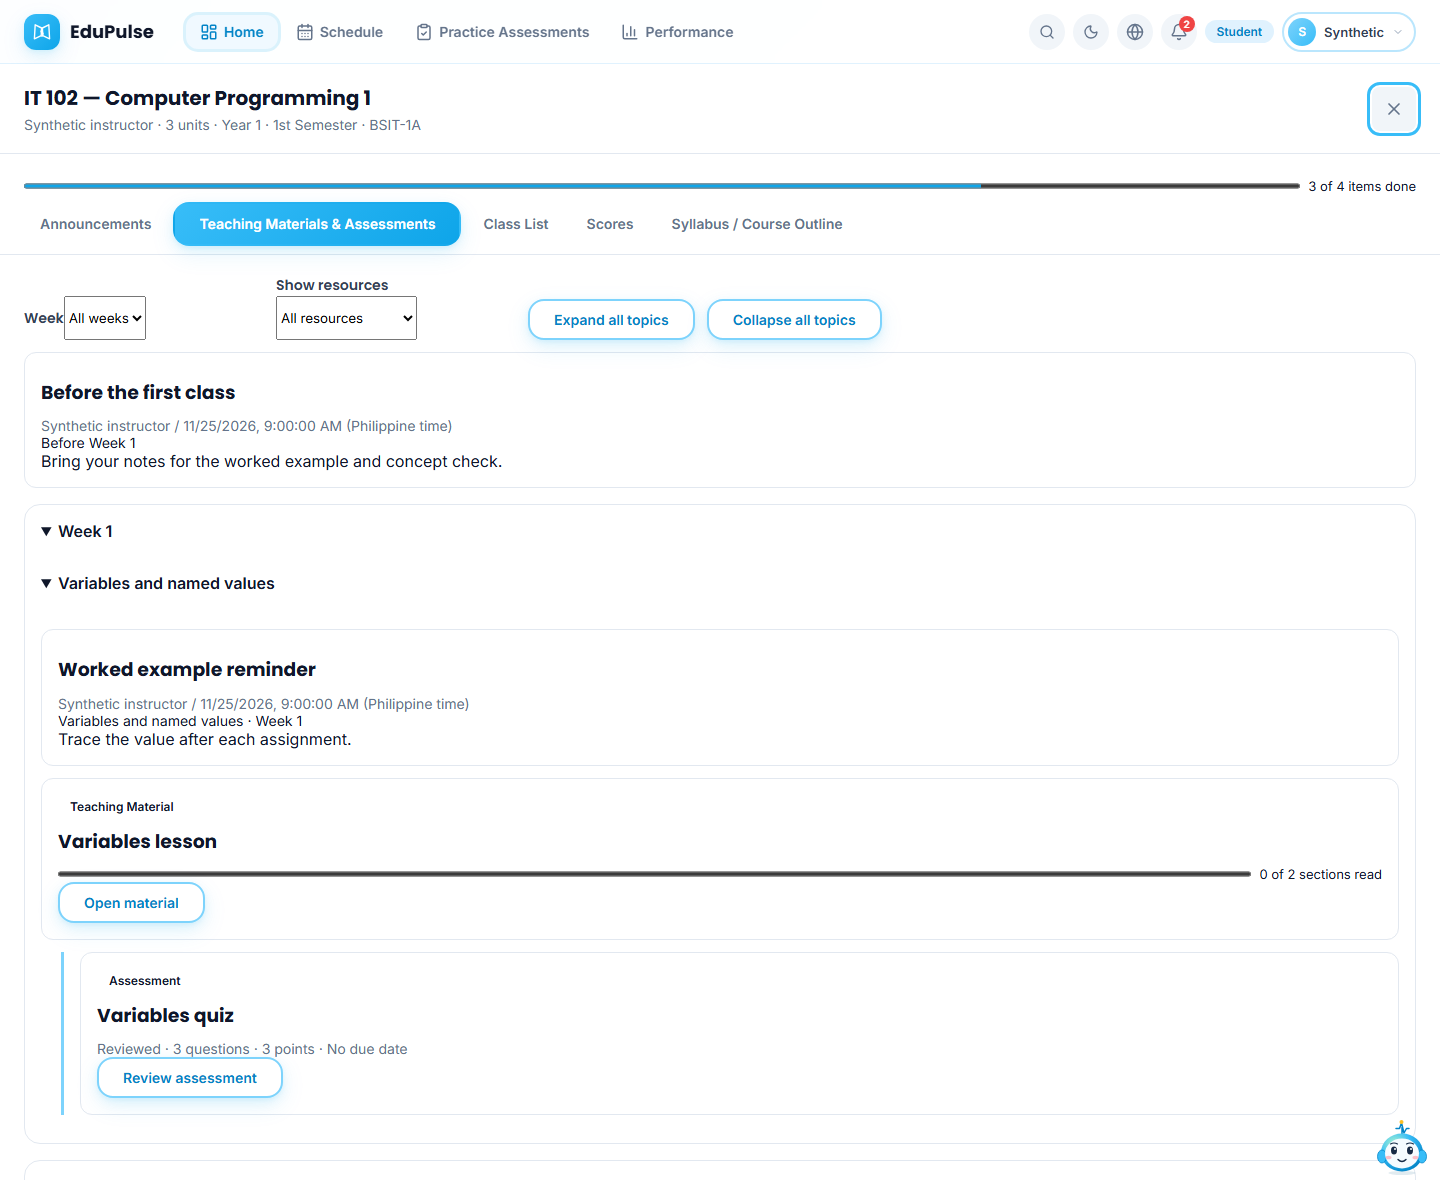 EduPulse
Home
Schedule
Practice Assessments
Performance
2
Student
S
Synthetic
IT 102 — Computer Programming 1
Synthetic instructor · 3 units · Year 1 · 1st Semester · BSIT-1A
3 of 4 items done
Announcements
Teaching Materials & Assessments
Class List
Scores
Syllabus / Course Outline
Week
All weeks
Show resources
All resources
Expand all topics
Collapse all topics
Before the first class
Synthetic instructor / 11/25/2026, 9:00:00 AM (Philippine time)
Before Week 1
Bring your notes for the worked example and concept check.
Week 1
Variables and named values
Worked example reminder
Synthetic instructor / 11/25/2026, 9:00:00 AM (Philippine time)
Variables and named values · Week 1
Trace the value after each assignment.
Teaching Material
Variables lesson
0 of 2 sections read
Open material
Assessment
Variables quiz
Reviewed · 3 questions · 3 points · No due date
Review assessment